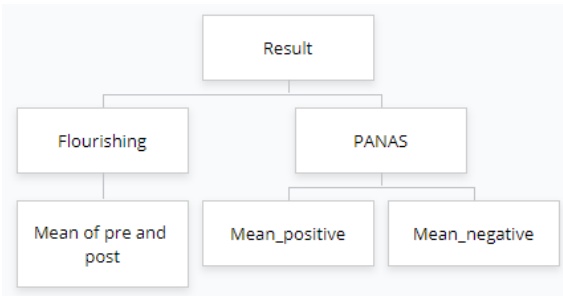 Result
Flourishing
PANAS
Mean of pre and
post
Mean_positive
Mean_negative